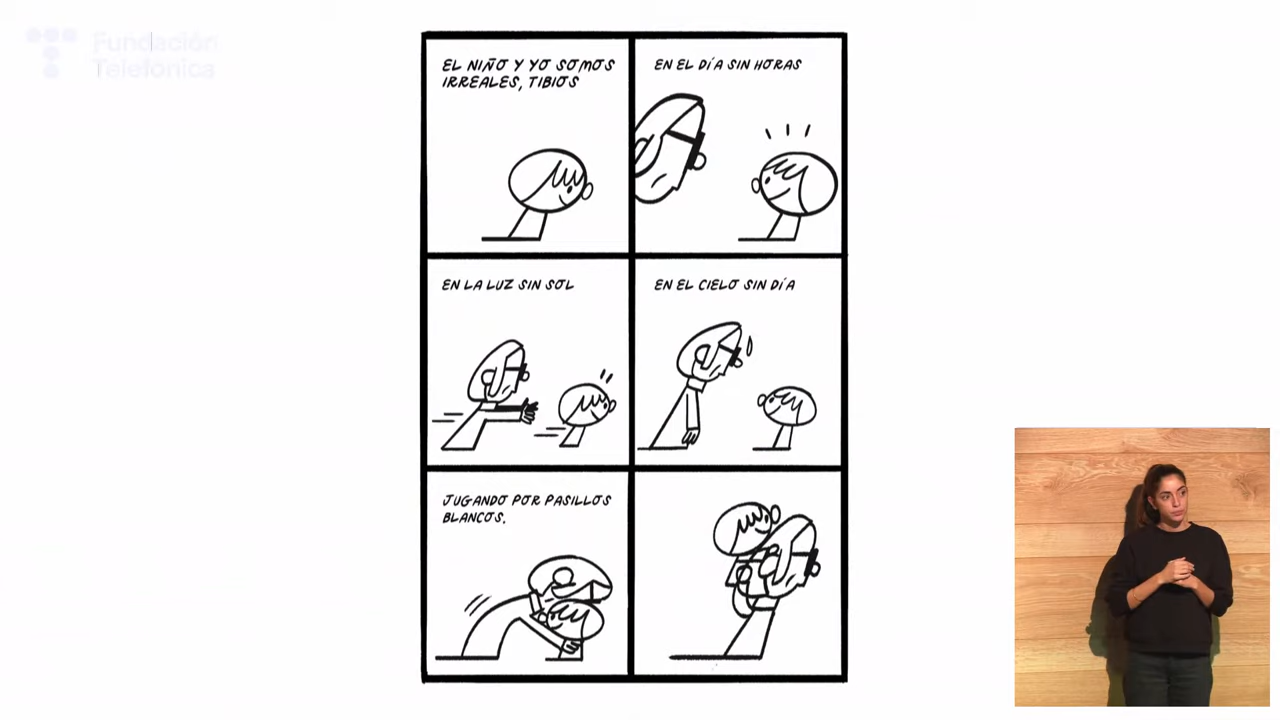 Fundación
Telefónica
EL NIÑO Y YO SOMOS
IRREALES, TIBIOS
EN EL DÍA SIN HORAS
EN LA LUZ SIN SOL
EN EL CIELO SIN DÍA
JUGANDO POR PASILLOS
BLANCOS.